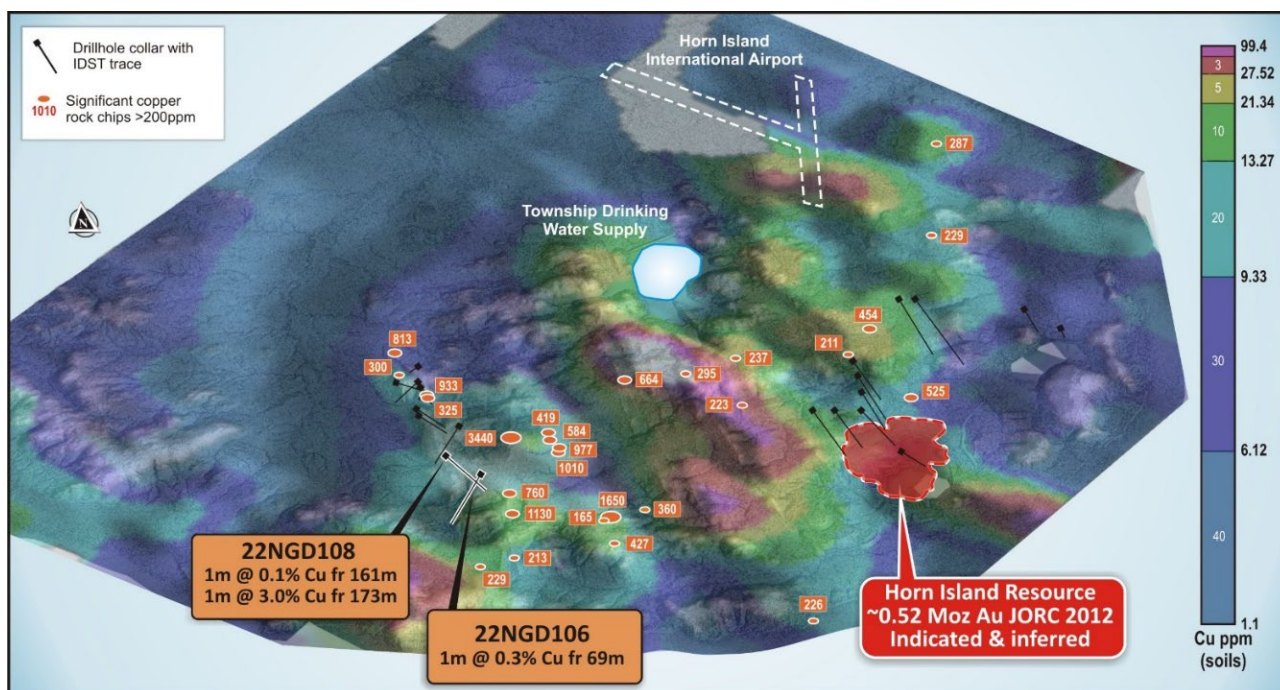 Drillhole collar with
IDST trace
1010
Significant copper
rock chips >200ppm
N
Horn Island
International Airport
Township Drinking
Water Supply
287
229
454
211
237
295
664
223
525
813
300
933
325
419
584
3440
977
1010
760
1650
360
1130
165
427
213
229
226
22NGD108
1m @ 0.1% Cu fr 161m
1m @ 3.0% Cu fr 173m
22NGD106
1m @ 0.3% Cu fr 69m
Horn Island Resource
~0.52 Moz Au JORC 2012
Indicated & inferred
99.4
3
27.52
5
21.34
10
13.27
20
9.33
30
6.12
40
1.1
Cu ppm
(soils)